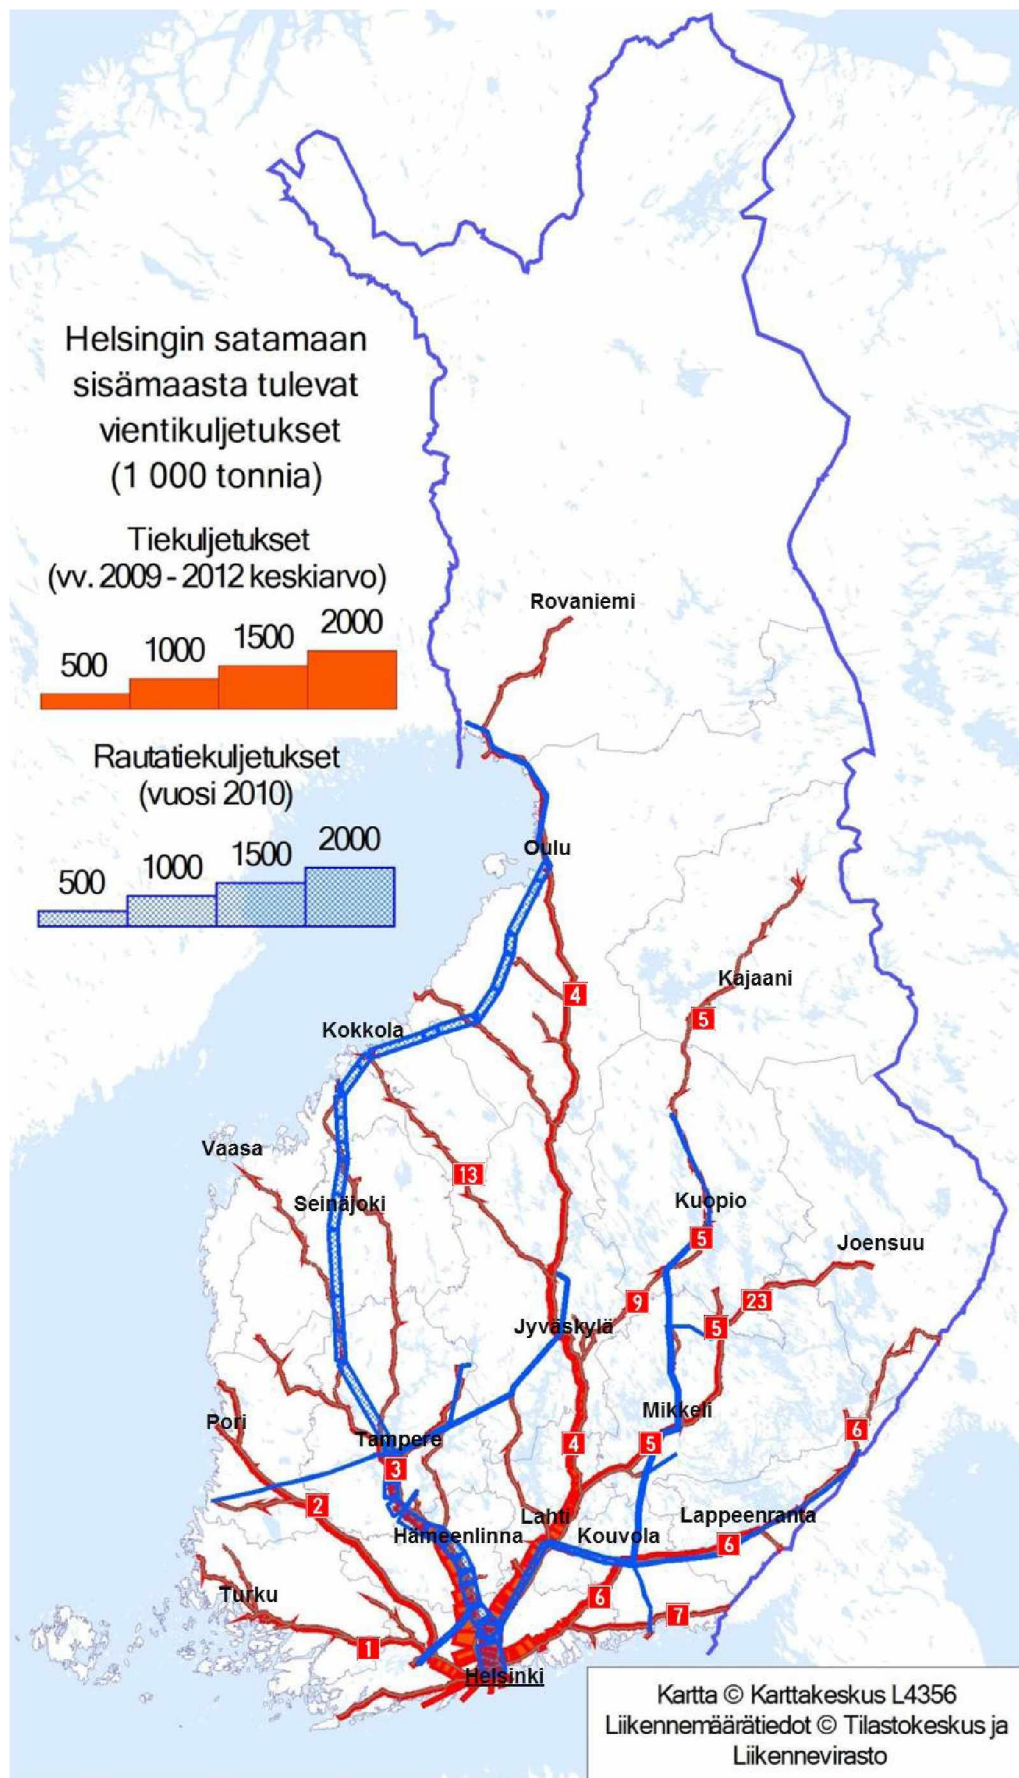 Helsingin satamaan
sisämaasta tulevat
vientikuljetukset
(1 000 tonnia)
Tiekuljetukset
(vv. 2009 - 2012 keskiarvo)
500
1000
1500
2000
Rautatiekuljetukset
(vuosi 2010)
500
1000
1500
2000
Rovaniemi
Oulu
Kajaani
4
5
Kokkola
Vaasa
13
Seinäjoki
Kuopio
5
Joensuu
9
23
Jyväskylä
5
Pori
Mikkeli
Tampere
4
5
6
3
2
Hämeenlinna
Lahti
Kouvola
Lappeenranta
6
Turku
6
7
1
Helsinki
Kartta © Karttakeskus L4356
Liikennemäärätiedot © Tilastokeskus ja
Liikennevirasto